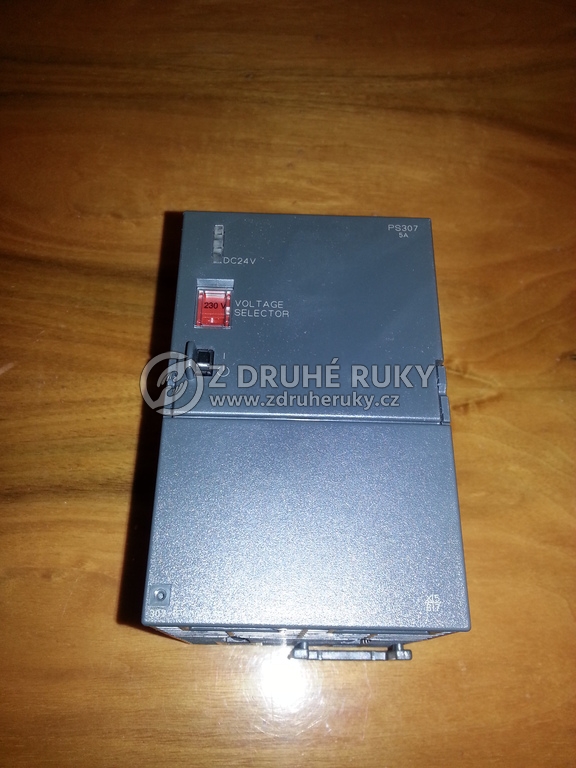 PS307
5A
DC24V
230 V
VOLTAGE
SELECTOR
Z DRUHÉ RUKY
www.zdruheruky.cz